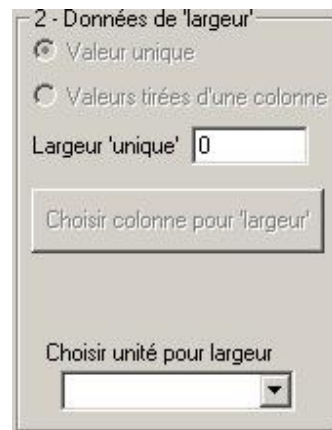 2 - Données de 'largeur'
Valeur unique
Valeurs tirées d'une colonne
Largeur 'unique' 0
Choisir colonne pour 'largeur'
Choisir unité pour largeur